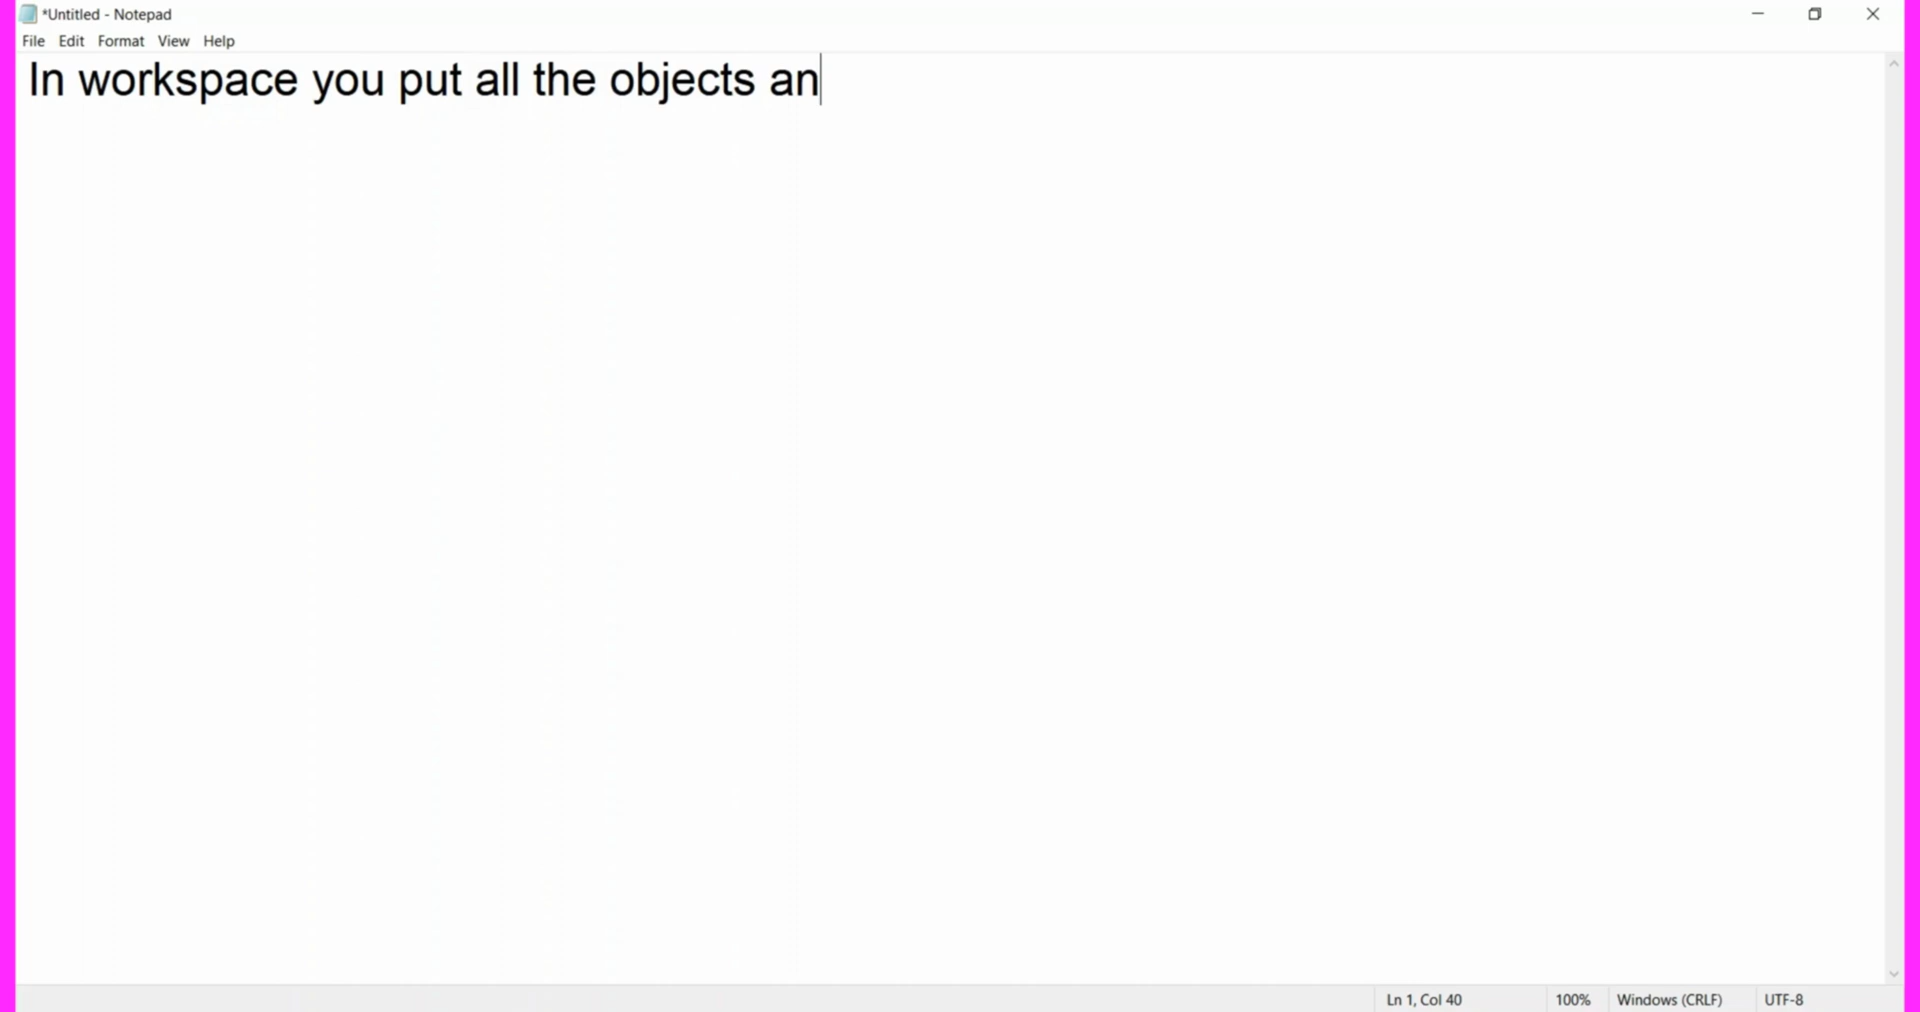 *Untitled - Notepad
File Edit Format View Help
In workspace you put all the objects an
Ln 1, Col 40 100% Windows (CRLF) UTF-8